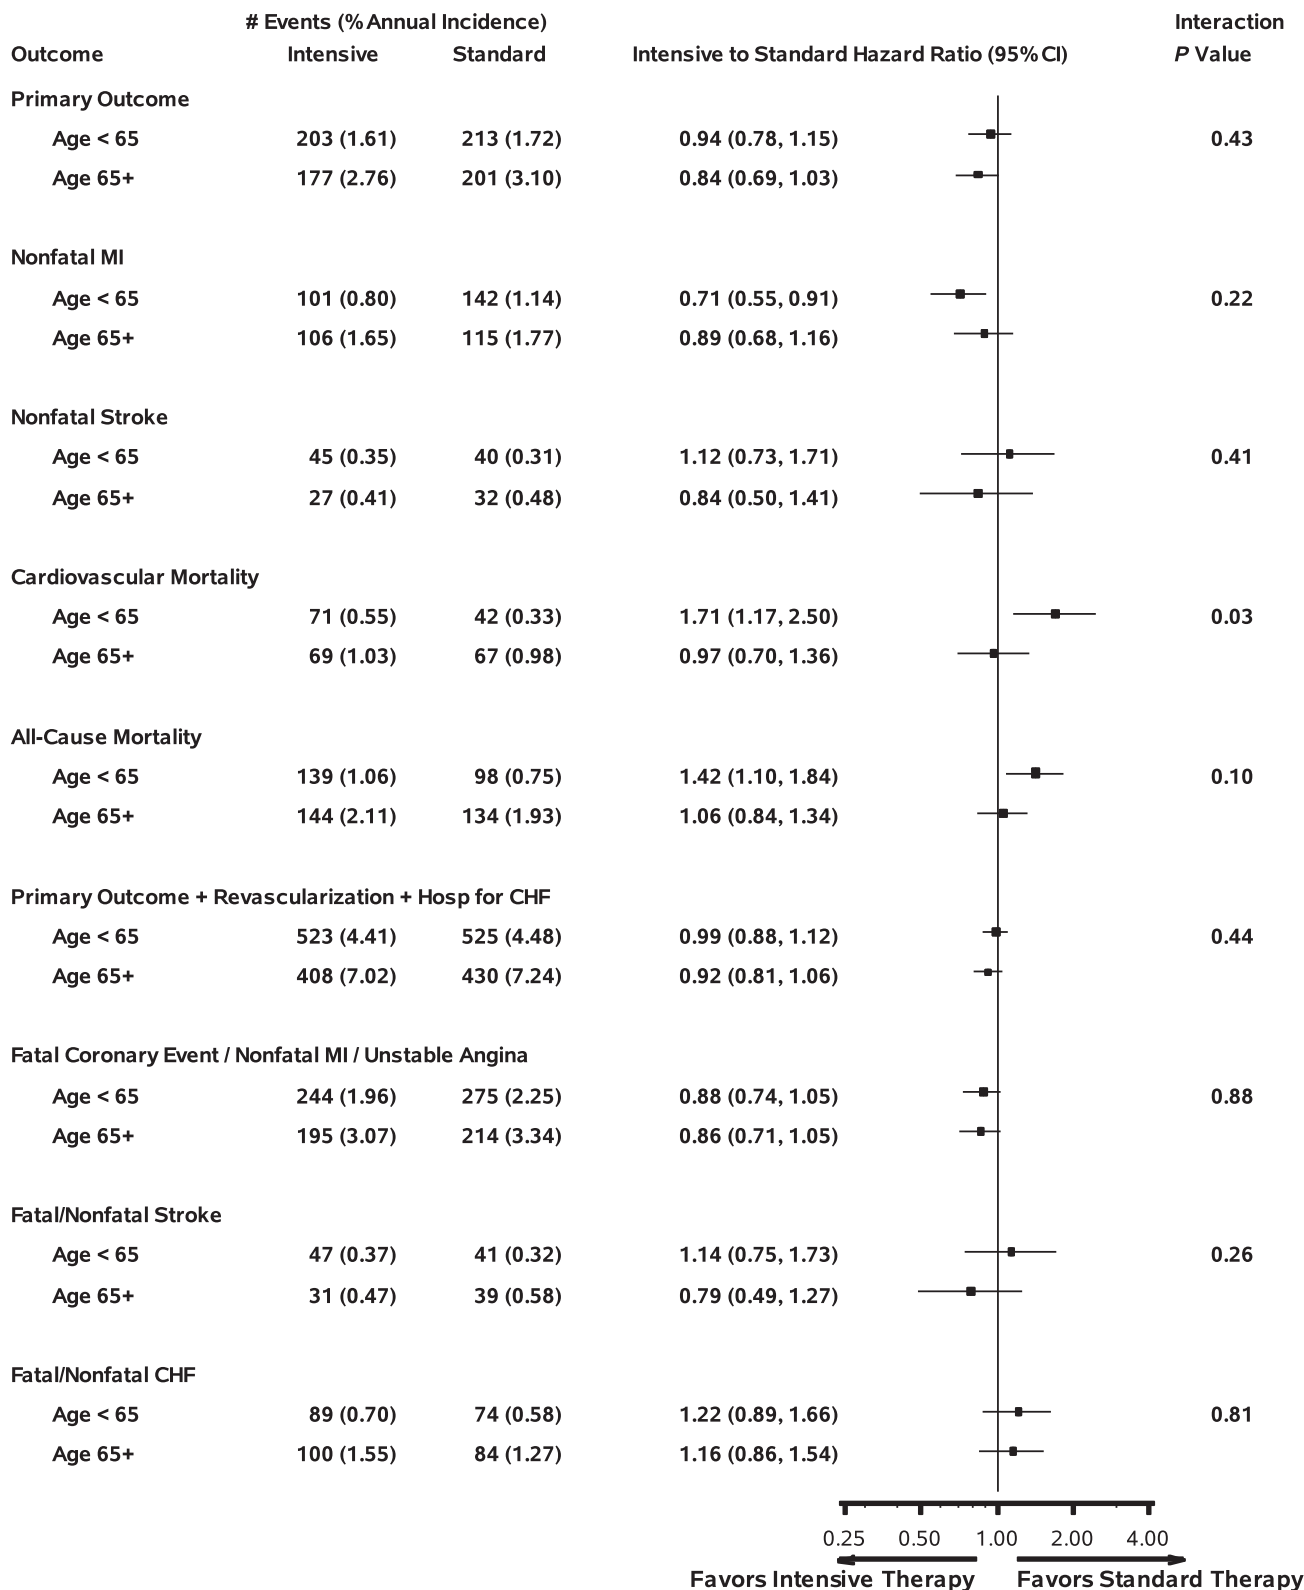 # Events (% Annual Incidence) Interaction
Outcome Intensive Standard Intensive to Standard Hazard Ratio (95% CI) P Value
Primary Outcome
Age < 65 203 (1.61) 213 (1.72) 0.94 (0.78, 1.15) 0.43
Age 65+ 177 (2.76) 201 (3.10) 0.84 (0.69, 1.03)
Nonfatal MI
Age < 65 101 (0.80) 142 (1.14) 0.71 (0.55, 0.91) 0.22
Age 65+ 106 (1.65) 115 (1.77) 0.89 (0.68, 1.16)
Nonfatal Stroke
Age < 65 45 (0.35) 40 (0.31) 1.12 (0.73, 1.71) 0.41
Age 65+ 27 (0.41) 32 (0.48) 0.84 (0.50, 1.41)
Cardiovascular Mortality
Age < 65 71 (0.55) 42 (0.33) 1.71 (1.17, 2.50) 0.03
Age 65+ 69 (1.03) 67 (0.98) 0.97 (0.70, 1.36)
All-Cause Mortality
Age < 65 139 (1.06) 98 (0.75) 1.42 (1.10, 1.84) 0.10
Age 65+ 144 (2.11) 134 (1.93) 1.06 (0.84, 1.34)
Primary Outcome + Revascularization + Hosp for CHF
Age < 65 523 (4.41) 525 (4.48) 0.99 (0.88, 1.12) 0.44
Age 65+ 408 (7.02) 430 (7.24) 0.92 (0.81, 1.06)
Fatal Coronary Event / Nonfatal MI / Unstable Angina
Age < 65 244 (1.96) 275 (2.25) 0.88 (0.74, 1.05) 0.88
Age 65+ 195 (3.07) 214 (3.34) 0.86 (0.71, 1.05)
Fatal/Nonfatal Stroke
Age < 65 47 (0.37) 41 (0.32) 1.14 (0.75, 1.73) 0.26
Age 65+ 31 (0.47) 39 (0.58) 0.79 (0.49, 1.27)
Fatal/Nonfatal CHF
Age < 65 89 (0.70) 74 (0.58) 1.22 (0.89, 1.66) 0.81
Age 65+ 100 (1.55) 84 (1.27) 1.16 (0.86, 1.54)
0.25 0.50 1.00 2.00 4.00
Favors Intensive Therapy Favors Standard Therapy